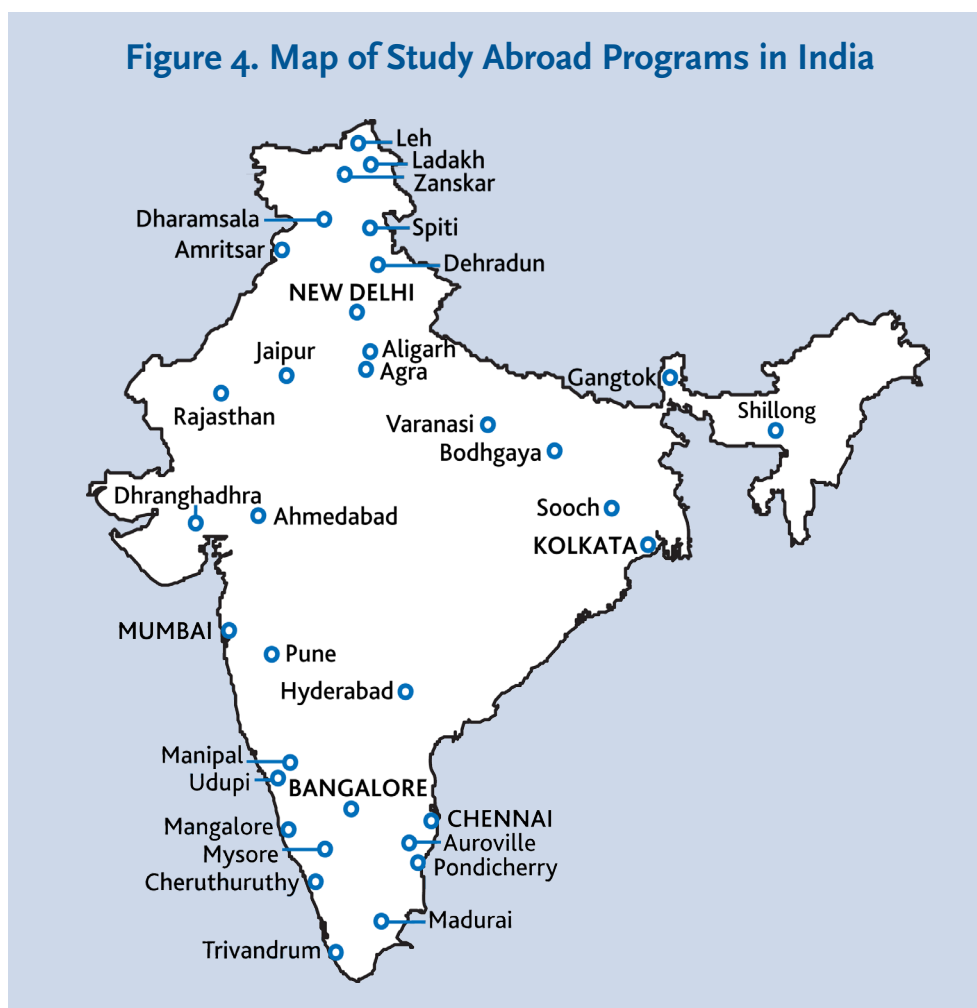 Figure 4. Map of Study Abroad Programs in India
Leh
Ladakh
Zanskar
Dharamsala
Spiti
Amritsar
Dehradun
NEW DELHI
Jaipur
Aligarh
Agra
Gangtok
Rajasthan
Shillong
Varanasi
Bodhgaya
Dhranghadhra
Ahmedabad
Sooch
KOLKATA
MUMBAI
Pune
Hyderabad
Manipal
Udupi
BANGALORE
CHENNAI
Mangalore
Auroville
Mysore
Pondicherry
Cheruthuruthy
Madurai
Trivandrum